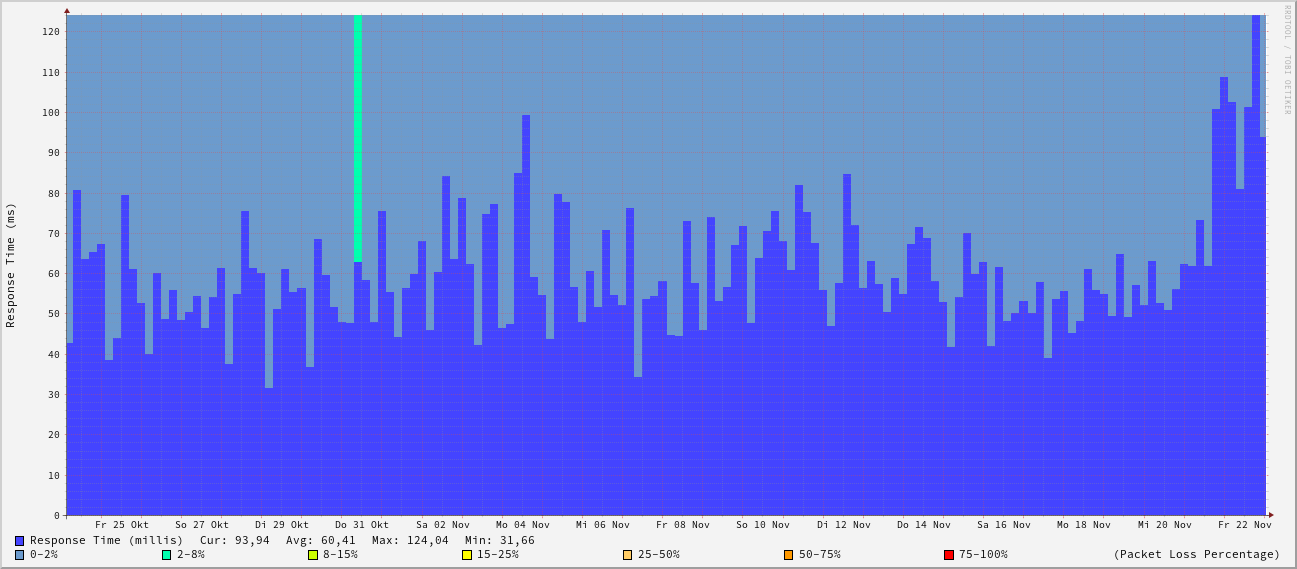 RRDTOOL / TOBI OETIKER
Response Time (ms)
120
110
100
90
80
70
60
50
40
30
20
10
0
Fr 25 Okt So 27 Okt Di 29 Okt Do 31 Okt Sa 02 Nov Mo 04 Nov Mi 06 Nov Fr 08 Nov So 10 Nov Di 12 Nov Do 14 Nov Sa 16 Nov Mo 18 Nov Mi 20 Nov Fr 22 Nov
Response Time (millis) Cur: 93,94 Avg: 60,41 Max: 124,04 Min: 31,66
0-2% 2-8% 8-15% 15-25% 25-50% 50-75% 75-100% (Packet Loss Percentage)